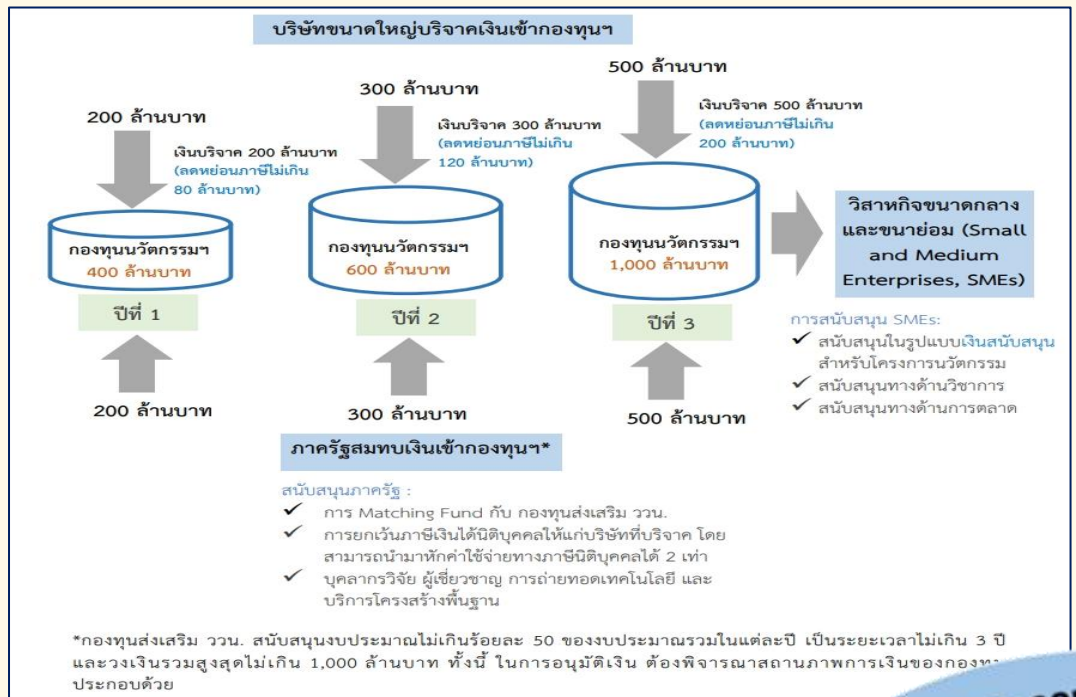 บริษัทขนาดใหญ่บริจาคเงินเข้ากองทุนฯ
200 ล้านบาท
300 ล้านบาท
500 ล้านบาท
เงินบริจาค 200 ล้านบาท
(ลดหย่อนภาษีไม่เกิน
80 ล้านบาท)
เงินบริจาค 300 ล้านบาท
(ลดหย่อนภาษีไม่เกิน
120 ล้านบาท)
เงินบริจาค 500 ล้านบาท
(ลดหย่อนภาษีไม่เกิน
200 ล้านบาท)
กองทุนนวัตกรรมฯ
400 ล้านบาท
กองทุนนวัตกรรมฯ
600 ล้านบาท
กองทุนนวัตกรรมฯ
1,000 ล้านบาท
วิสาหกิจขนาดกลาง
และขนาย่อม (Small
and Medium
Enterprises, SMEs)
ปีที่ 1
ปีที่ 2
ปีที่ 3
200 ล้านบาท
300 ล้านบาท
500 ล้านบาท
การสนับสนุน SMEs:
✓ สนับสนุนในรูปแบบเงินสนับสนุน
สำหรับโครงการนวัตกรรม
✓ สนับสนุนทางด้านวิชาการ
✓ สนับสนุนทางด้านการตลาด
ภาครัฐสมทบเงินเข้ากองทุนฯ*
สนับสนุนภาครัฐ :
✓ การ Matching Fund กับ กองทุนส่งเสริม ววน.
✓ การยกเว้นภาษีเงินได้นิติบุคคลให้แก่บริษัทที่บริจาค โดย
สามารถนำมาหักค่าใช้จ่ายทางภาษีนิติบุคคลได้ 2 เท่า
✓ บุคลากรวิจัย ผู้เชี่ยวชาญ การถ่ายทอดเทคโนโลยี และ
บริการโครงสร้างพื้นฐาน
*กองทุนส่งเสริม ววน. สนับสนุนงบประมาณไม่เกินร้อยละ 50 ของงบประมาณรวมในแต่ละปี เป็นระยะเวลาไม่เกิน 3 ปี
และวงเงินรวมสูงสุดไม่เกิน 1,000 ล้านบาท ทั้งนี้ ในการอนุมัติเงิน ต้องพิจารณาสถานภาพการเงินของ
ประกอบด้วย